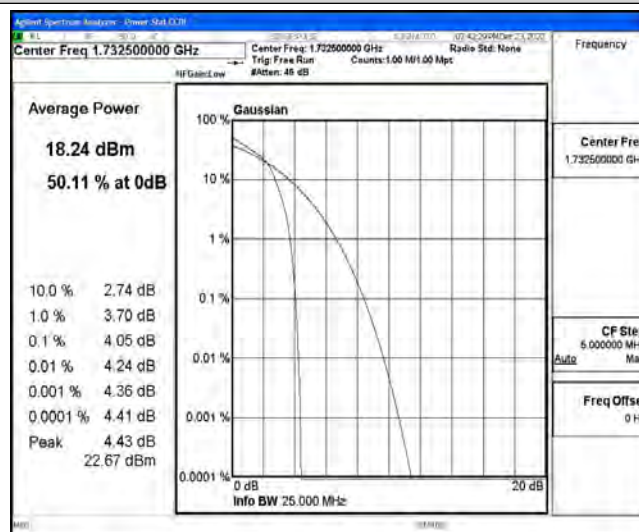 Agilent Spectrum Analyzer - Power Stat CCDF
Center Freq 1.732500000 GHz
Center Freq: 1.732500000 GHz
Radio Std: None
Trig: Free Run
Counts:1.00 M/1.00 Mpt
#IFGain:Low
#Atten: 46 dB
Frequency
Average Power
18.24 dBm
50.11 % at 0dB
10.0 % 2.74 dB
1.0 % 3.70 dB
0.1 % 4.05 dB
0.01 % 4.24 dB
0.001 % 4.36 dB
0.0001 % 4.41 dB
Peak 4.43 dB
22.67 dBm
Gaussian
100 %
10 %
1 %
0.1 %
0.01 %
0.001 %
0.0001 %
0 dB
20 dB
Info BW 25.000 MHz
Center Fre
1.732500000 GH
CF Ste
5.000000 MH
Auto Ma
Freq Offse
0 H